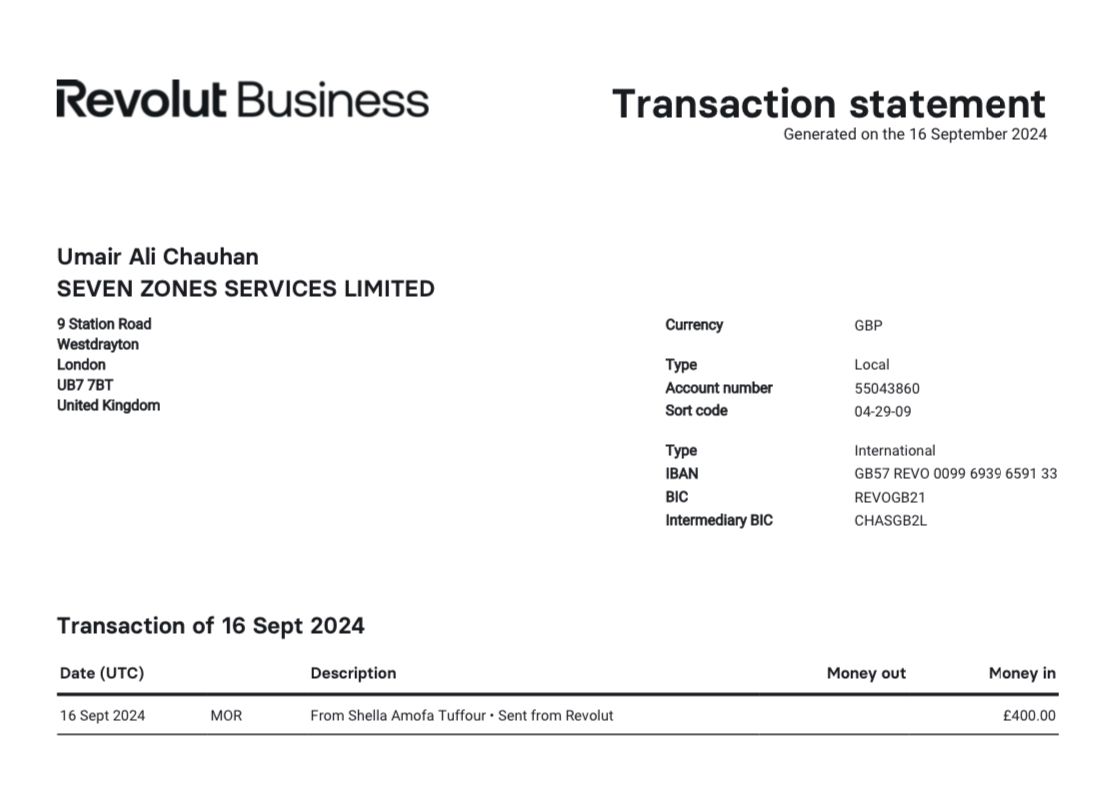 Revolut Business
Transaction statement
Generated on the 16 September 2024
Umair Ali Chauhan
SEVEN ZONES SERVICES LIMITED
9 Station Road
Westdrayton
London
UB7 7BT
United Kingdom
Currency GBP
Type Local
Account number 55043860
Sort code 04-29-09
Type International
IBAN GB57 REVO 0099 6939 6591 33
BIC REVOGB21
Intermediary BIC CHASGB2L
Transaction of 16 Sept 2024
Date (UTC) Description Money out Money in
16 Sept 2024 MOR From Shella Amofa Tuffour • Sent from Revolut £400.00